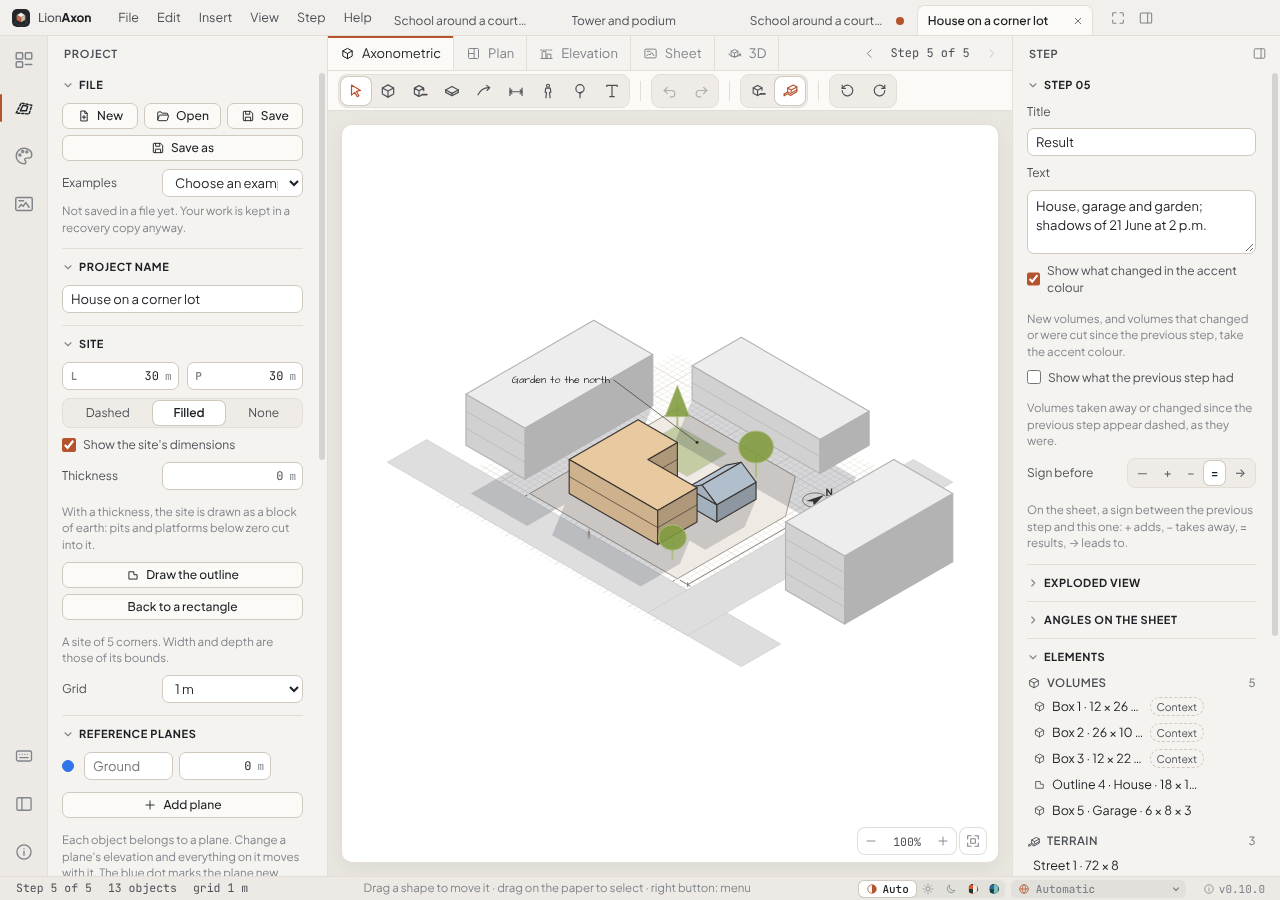 LionAxon
File
Edit
Insert
View
Step
Help
School around a court...
Tower and podium
School around a court...
House on a corner lot
PROJECT
FILE
New
Open
Save
Save as
Examples
Choose an exam
Not saved in a file yet. Your work is kept in a
recovery copy anyway.
PROJECT NAME
House on a corner lot
SITE
L 30 m
P 30 m
Dashed
Filled
None
Show the site's dimensions
Thickness
0 m
With a thickness, the site is drawn as a block
of earth: pits and platforms below zero cut
into it.
Draw the outline
Back to a rectangle
A site of 5 corners. Width and depth are
those of its bounds.
Grid
1 m
REFERENCE PLANES
Ground
0 m
Add plane
Each object belongs to a plane. Change a
plane's elevation and everything on it moves
with it. The blue dot marks the plane new
Axonometric
Plan
Elevation
Sheet
3D
Step 5 of 5
Garden to the north
N
100%
STEP
STEP 05
Title
Result
Text
House, garage and garden;
shadows of 21 June at 2 p.m.
Show what changed in the accent
colour
New volumes, and volumes that changed
or were cut since the previous step, take
the accent colour.
Show what the previous step had
Volumes taken away or changed since the
previous step appear dashed, as they
were.
Sign before
— + − = →
On the sheet, a sign between the previous
step and this one: + adds, − takes away, =
results, → leads to.
EXPLODED VIEW
ANGLES ON THE SHEET
ELEMENTS
VOLUMES 5
Box 1 · 12 × 26 ... Context
Box 2 · 26 × 10 ... Context
Box 3 · 12 × 22 ... Context
Outline 4 · House · 18 × 1...
Box 5 · Garage · 6 × 8 × 3
TERRAIN 3
Street 1 · 72 × 8
Step 5 of 5
13 objects
grid 1 m
Drag a shape to move it · drag on the paper to select · right button: menu
Auto
Automatic
v0.10.0